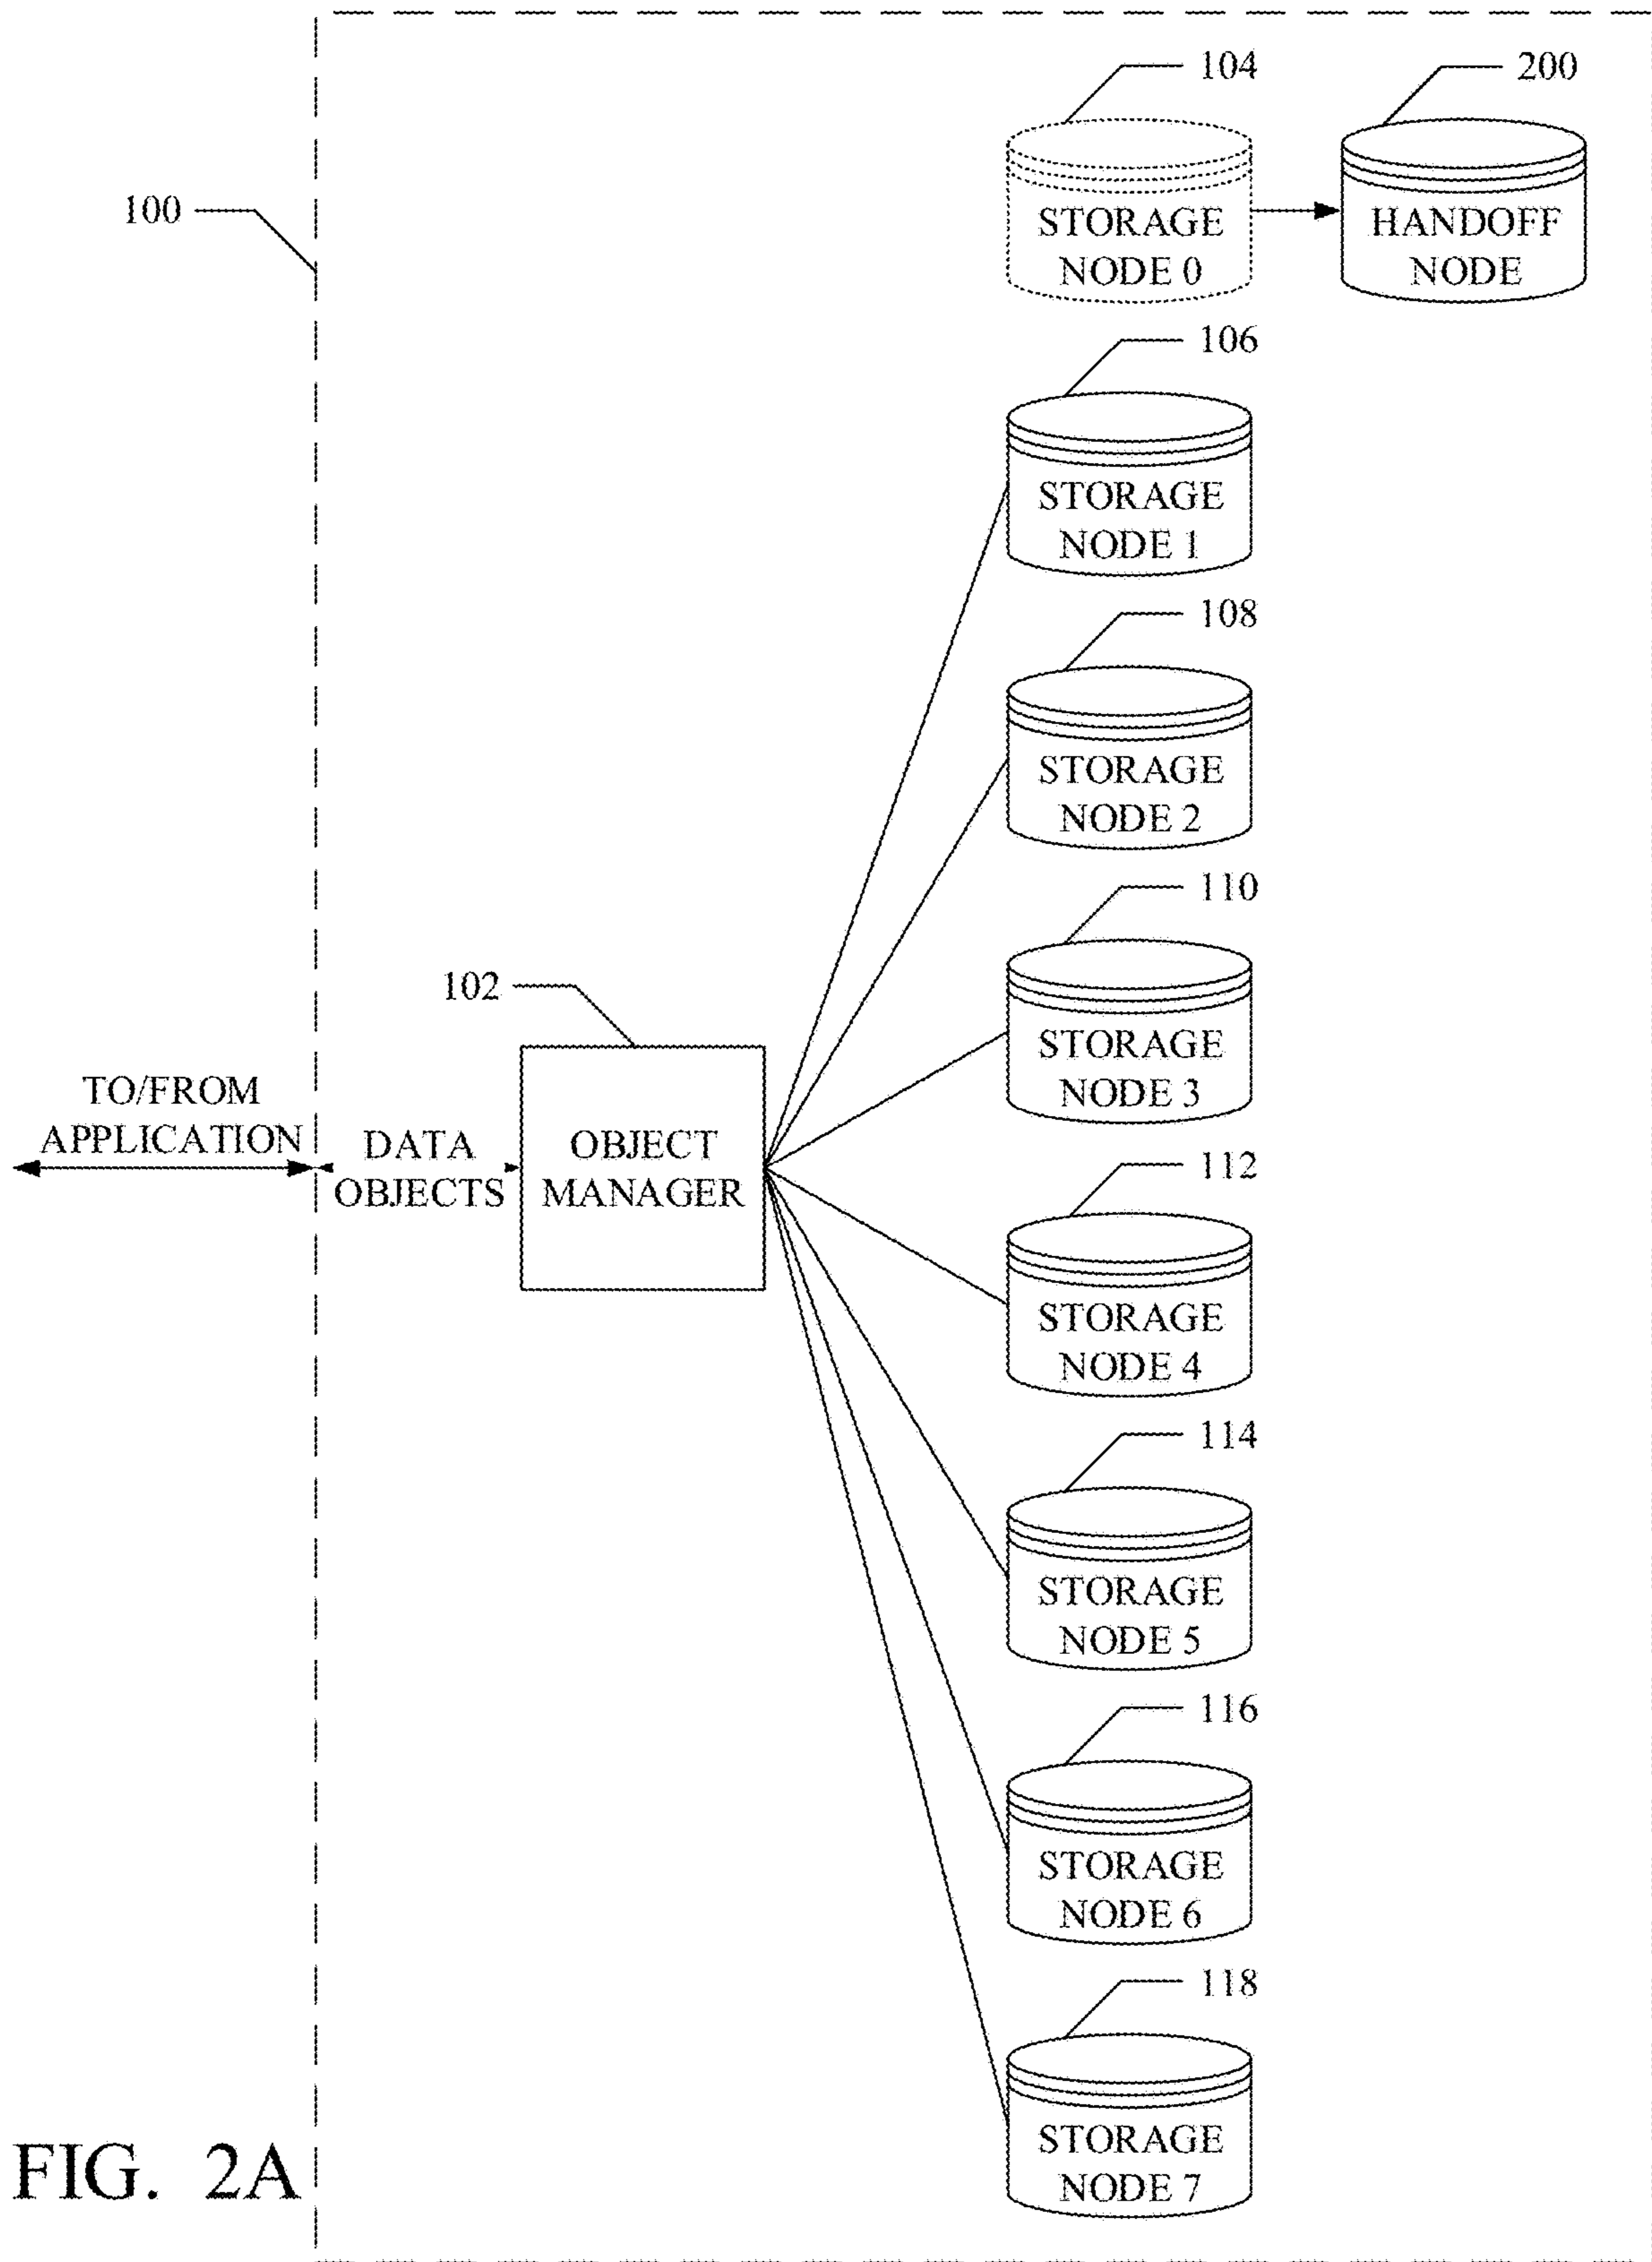 104
200
100
STORAGE
NODE 0
HANDOFF
NODE
106
STORAGE
NODE 1
108
STORAGE
NODE 2
110
STORAGE
NODE 3
102
TO/FROM
APPLICATION
DATA
OBJECTS
OBJECT
MANAGER
112
STORAGE
NODE 4
114
STORAGE
NODE 5
116
STORAGE
NODE 6
118
STORAGE
NODE 7
FIG. 2A